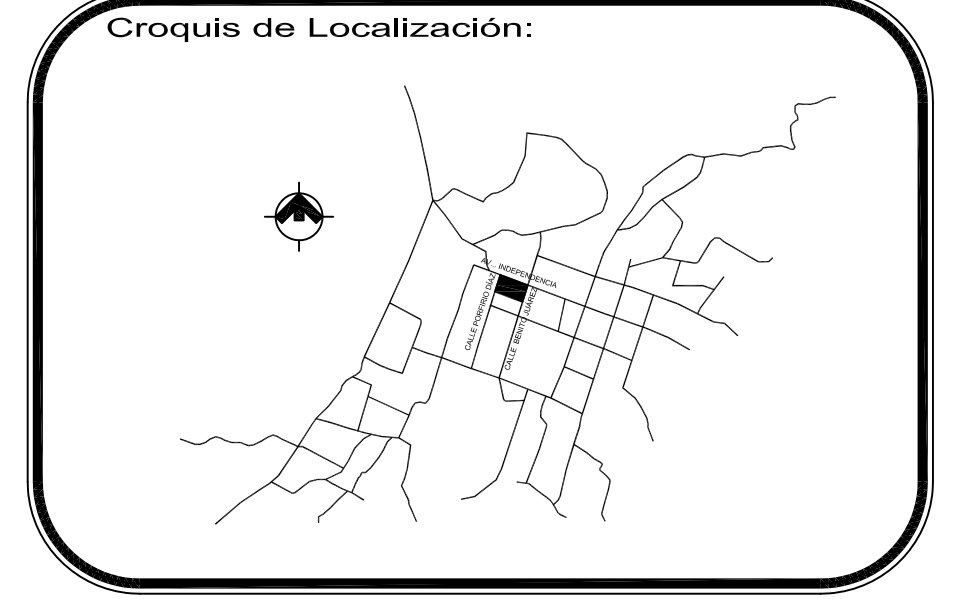 Croquis de Localización:
AV... INDEPENDENCIA
CALLE PORFIRIO DÍAZ
CALLE BENITO JUÁREZ